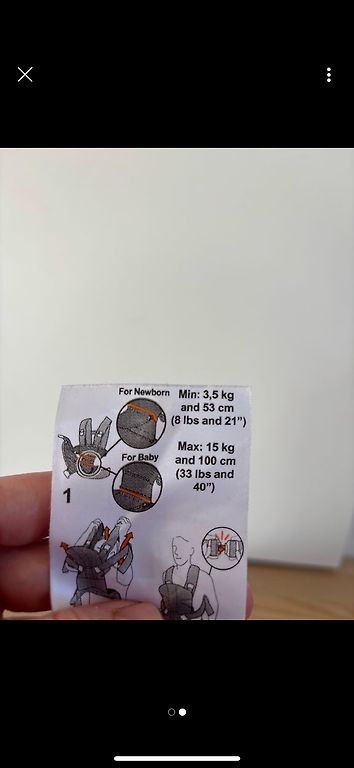 For Newborn
Min: 3,5 kg
and 53 cm
(8 lbs and 21”)
For Baby
Max: 15 kg
and 100 cm
(33 lbs and
40”)
1